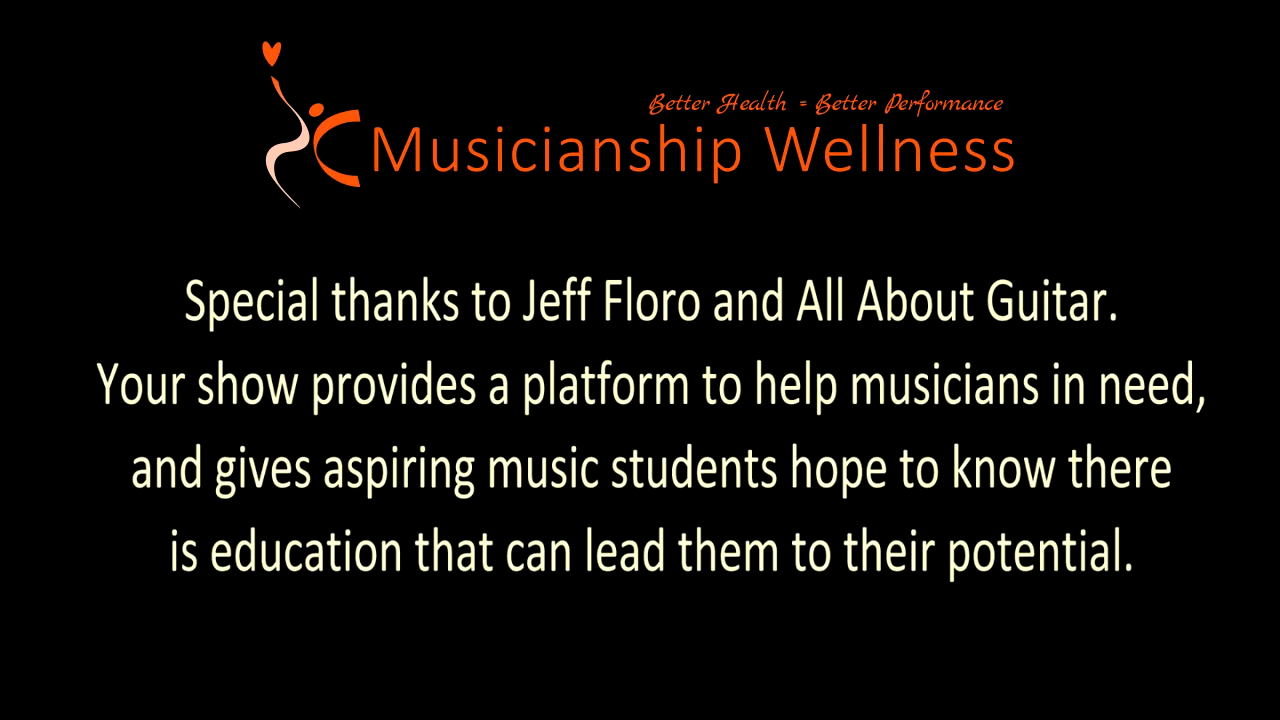 Better Health = Better Performance
Musicianship Wellness
Special thanks to Jeff Floro and All About Guitar.
Your show provides a platform to help musicians in need,
and gives aspiring music students hope to know there
is education that can lead them to their potential.